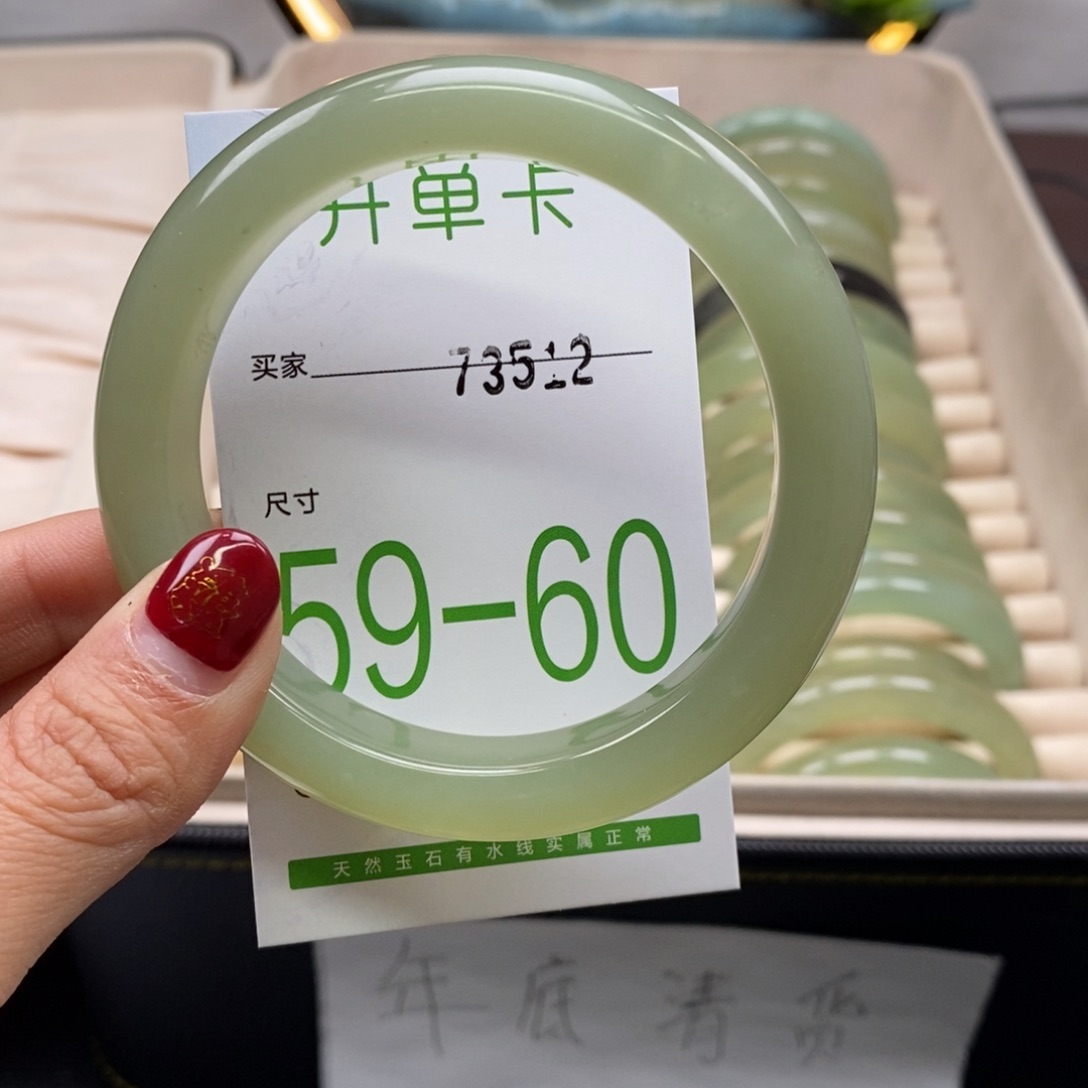 开单卡
买家 73512
尺寸
59-60
天然玉石有水线实属正常
年底清货